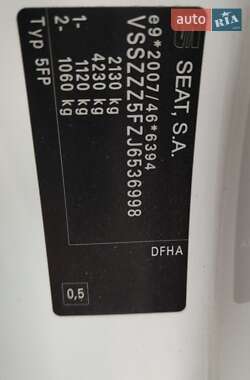 AUTO
RIA
SEAT, S.A.
e9*2007/46*6394
VSSZZZ5FZJ6536998
2130 kg
4230 kg
1- 1120 kg
2- 1060 kg
Typ 5FP
DFHA
0,5